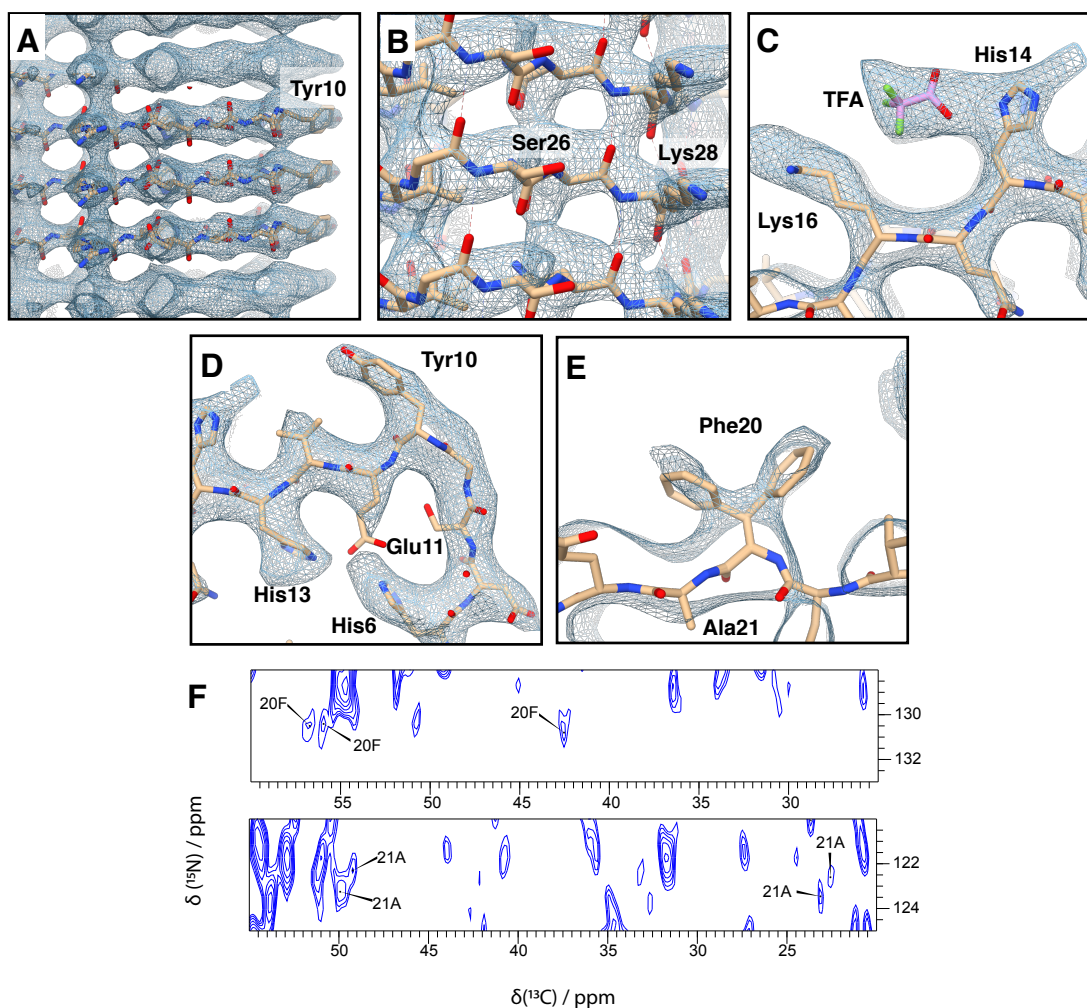 A
Tyr10
B
Ser26
Lys28
C
His14
TFA
Lys16
D
Tyr10
Glu11
His13
His6
E
Phe20
Ala21
F
20F
20F
20F
130
132
55
50
45
40
35
30
21A
21A
21A
21A
122
124
50
45
40
35
30
25
δ (¹⁵N) / ppm
δ(¹³C) / ppm